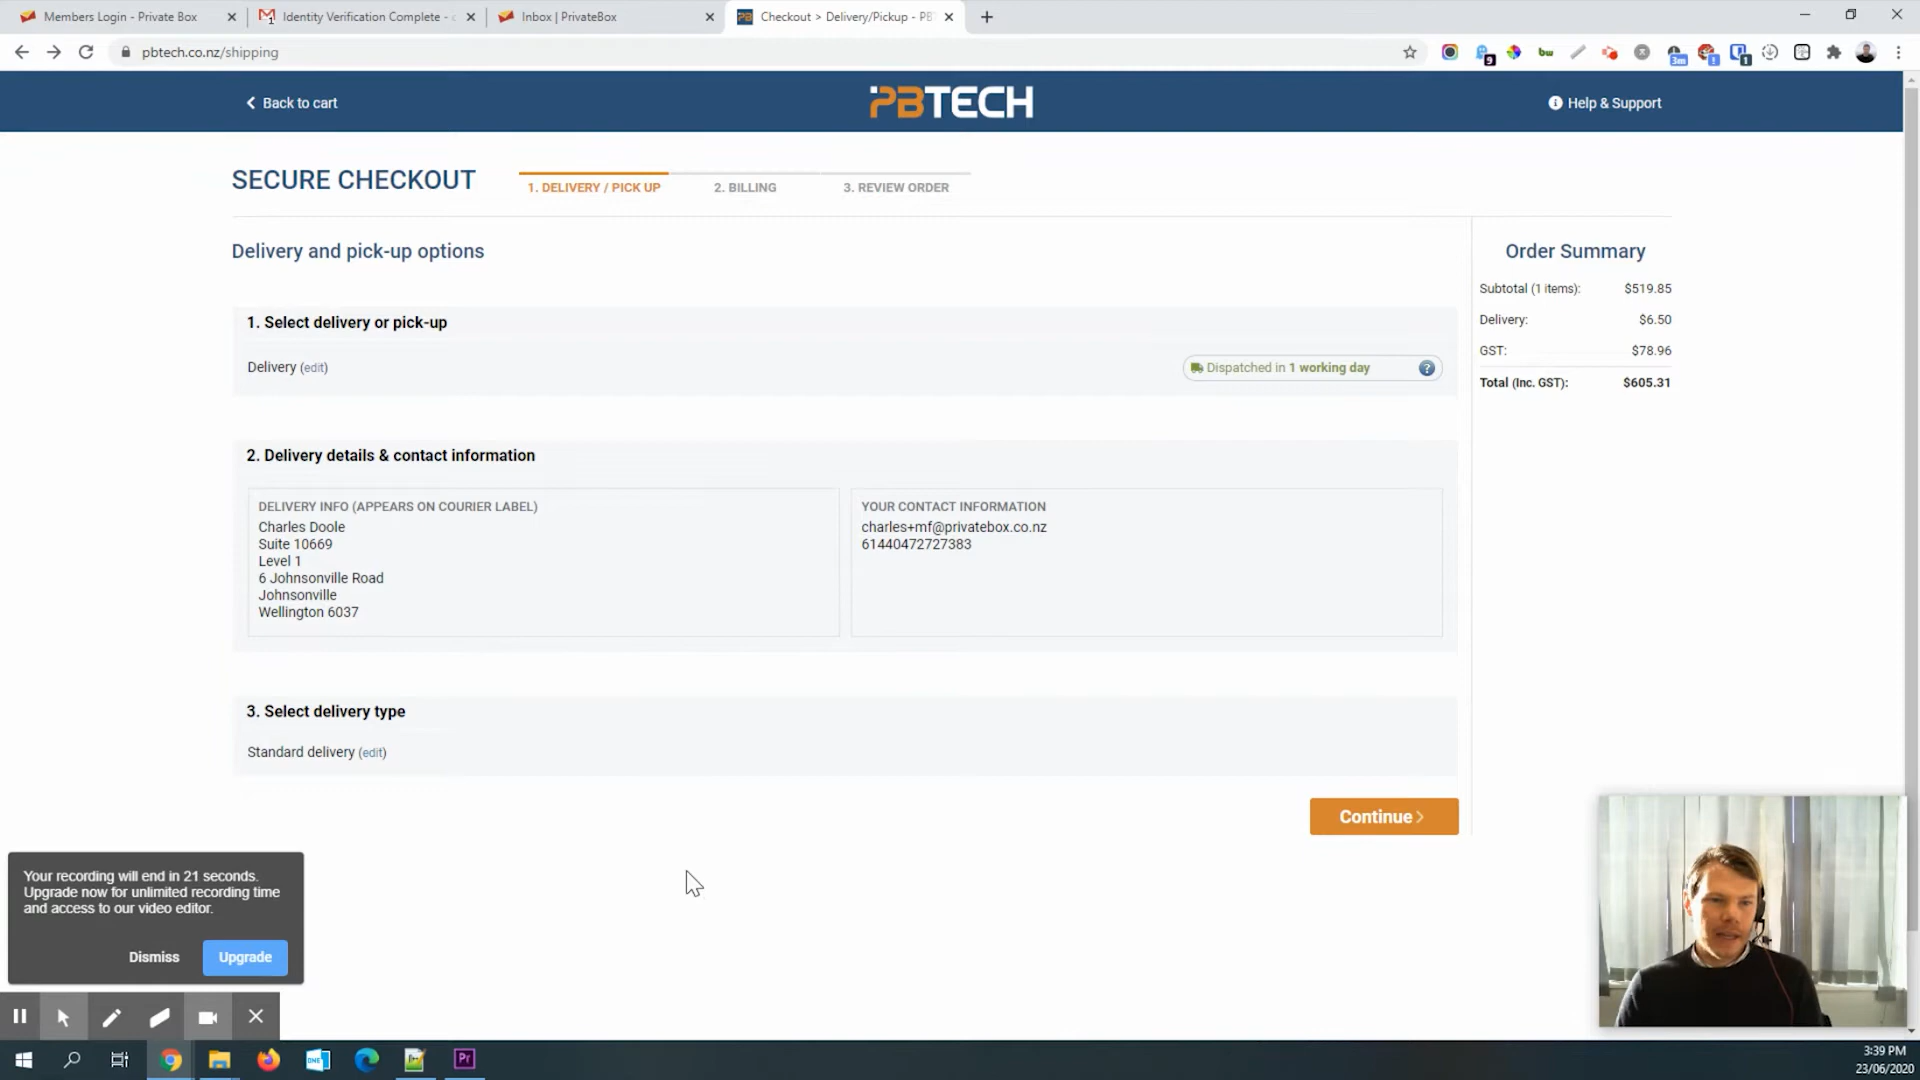 Members Login - Private Box
Identity Verification Complete - c
Inbox | PrivateBox
Checkout > Delivery/Pickup - PB
pbtech.co.nz/shipping
Back to cart
PBTECH
Help & Support
SECURE CHECKOUT
1. DELIVERY / PICK UP
2. BILLING
3. REVIEW ORDER
Delivery and pick-up options
1. Select delivery or pick-up
Delivery (edit)
Dispatched in 1 working day
?
2. Delivery details & contact information
DELIVERY INFO (APPEARS ON COURIER LABEL)
Charles Doole
Suite 10669
Level 1
6 Johnsonville Road
Johnsonville
Wellington 6037
YOUR CONTACT INFORMATION
charles+mf@privatebox.co.nz
61440472727383
3. Select delivery type
Standard delivery (edit)
Continue
Order Summary
Subtotal (1 items): $519.85
Delivery: $6.50
GST: $78.96
Total (Inc. GST): $605.31
Your recording will end in 21 seconds.
Upgrade now for unlimited recording time
and access to our video editor.
Dismiss
Upgrade
Pr
3:39 PM
23/06/2020